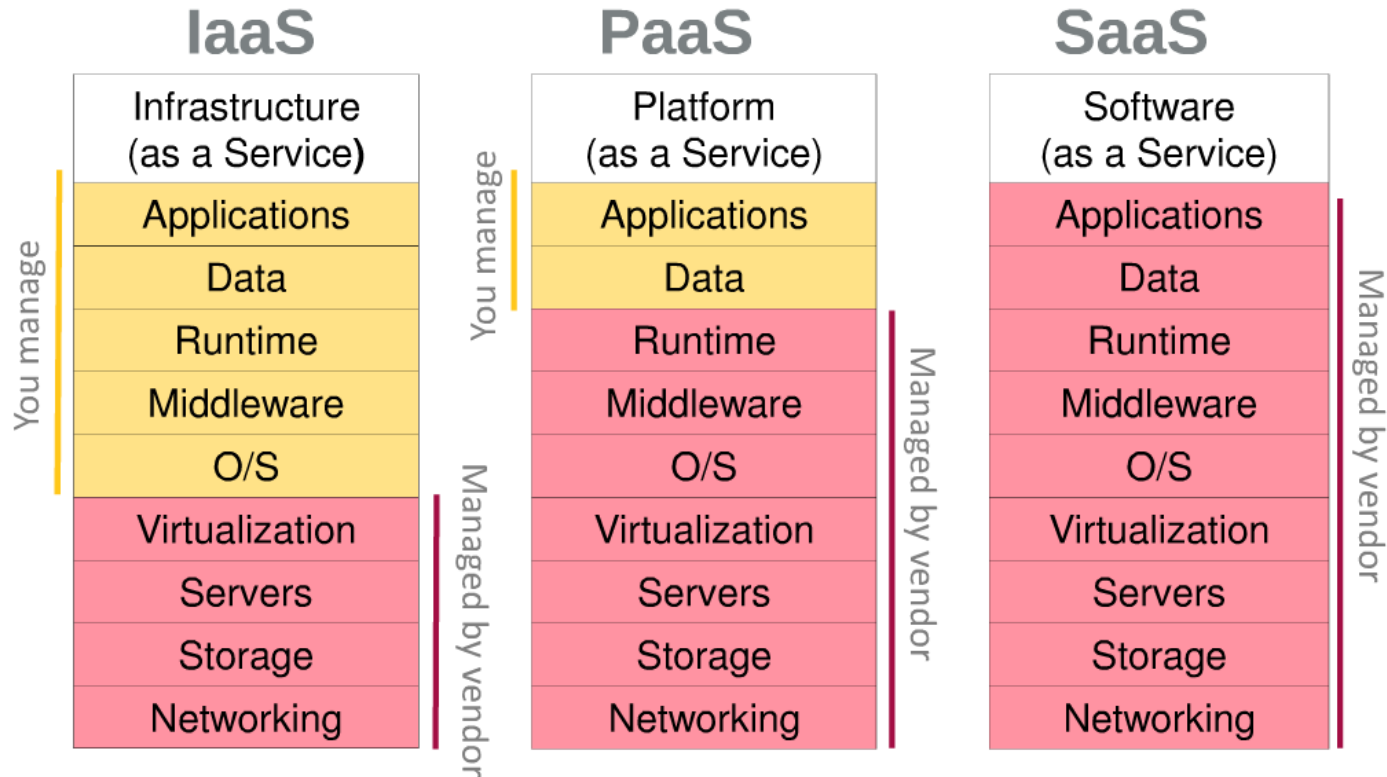 IaaS
Infrastructure
(as a Service)
Applications
Data
Runtime
Middleware
O/S
Virtualization
Servers
Storage
Networking
You manage
Managed by vendor
PaaS
Platform
(as a Service)
Applications
Data
Runtime
Middleware
O/S
Virtualization
Servers
Storage
Networking
You manage
Managed by vendor
SaaS
Software
(as a Service)
Applications
Data
Runtime
Middleware
O/S
Virtualization
Servers
Storage
Networking
Managed by vendor